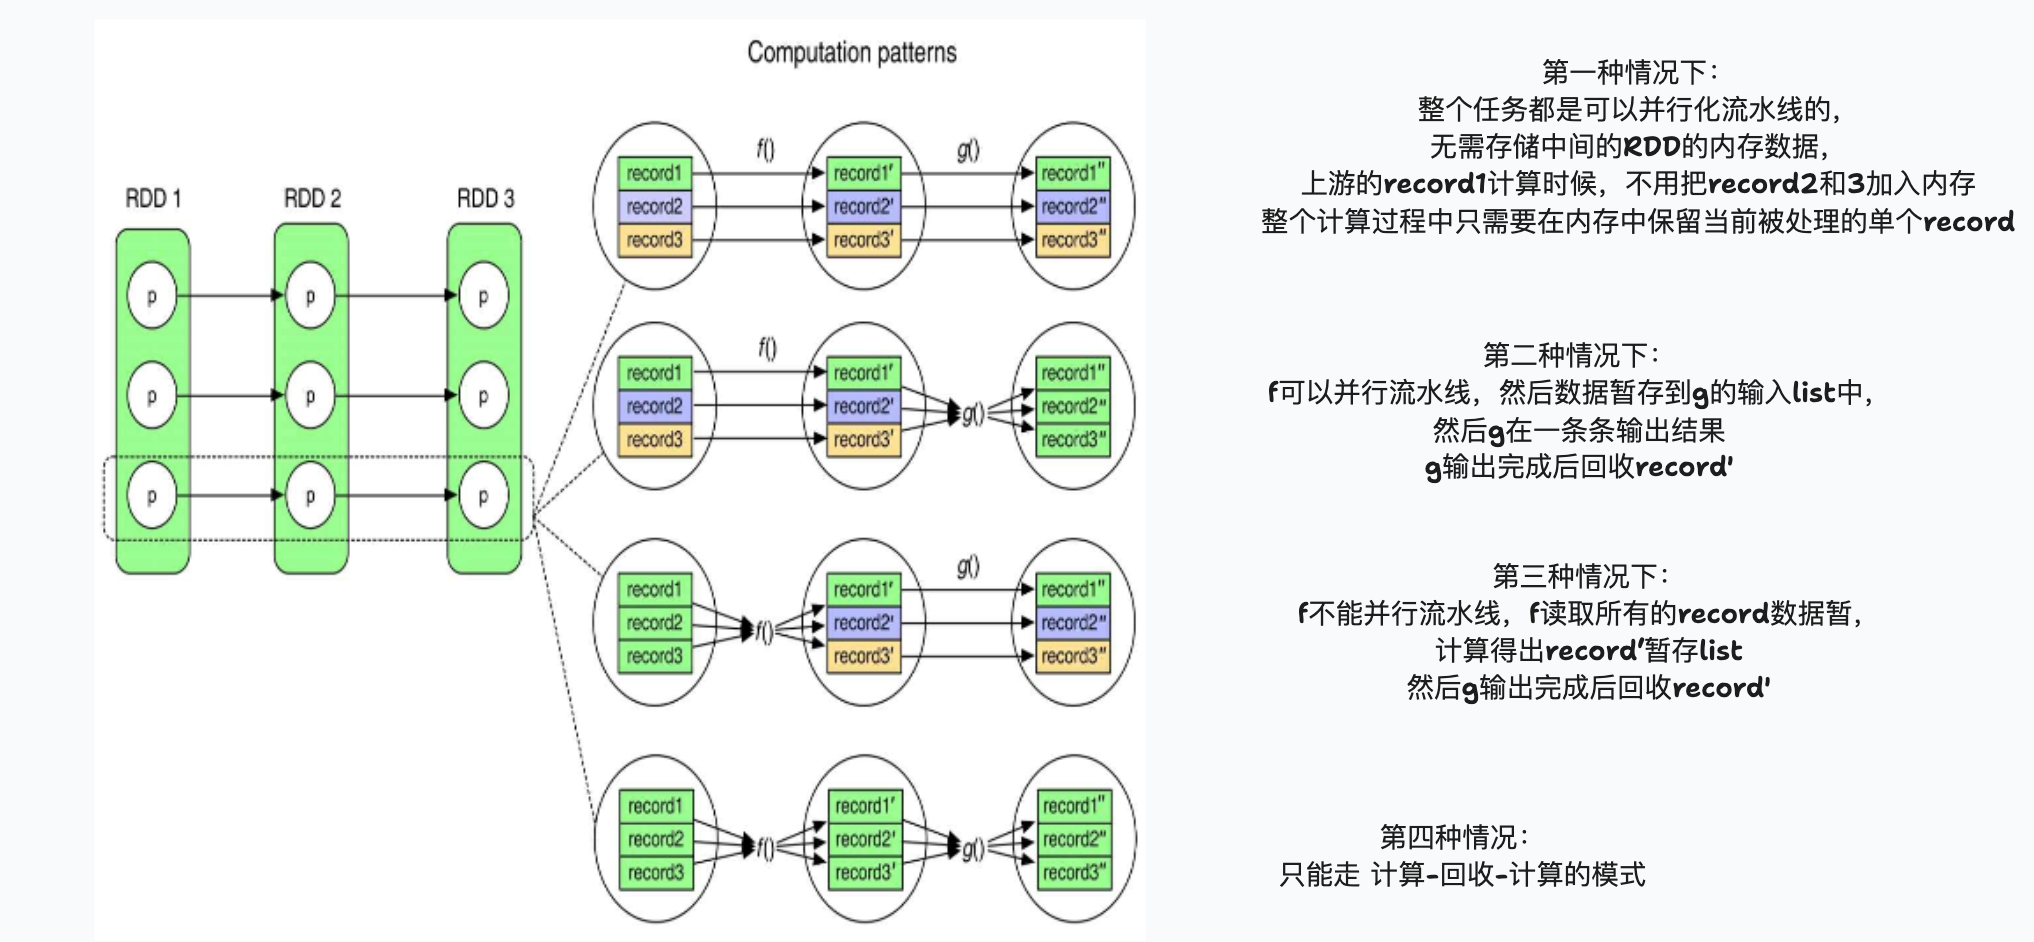 Computation patterns
RDD 1
RDD 2
RDD 3
p
p
p
p
p
p
p
p
p
f()
g()
record1
record1′
record1″
record2
record2′
record2″
record3
record3′
record3″
f()
record1
record1′
record1″
record2
record2′
g()
record2″
record3
record3′
record3″
g()
record1
record1′
record1″
record2
f()
record2′
record2″
record3
record3′
record3″
record1
record1′
record1″
record2
f()
record2′
g()
record2″
record3
record3′
record3″
第一种情况下：
整个任务都是可以并行化流水线的，
无需存储中间的RDD的内存数据，
上游的record1计算时候，不用把record2和3加入内存
整个计算过程中只需要在内存中保留当前被处理的单个record
第二种情况下：
f可以并行流水线，然后数据暂存到g的输入list中，
然后g在一条条输出结果
g输出完成后回收record'
第三种情况下：
f不能并行流水线，f读取所有的record数据暂，
计算得出record′暂存list
然后g输出完成后回收record'
第四种情况：
只能走 计算-回收-计算的模式